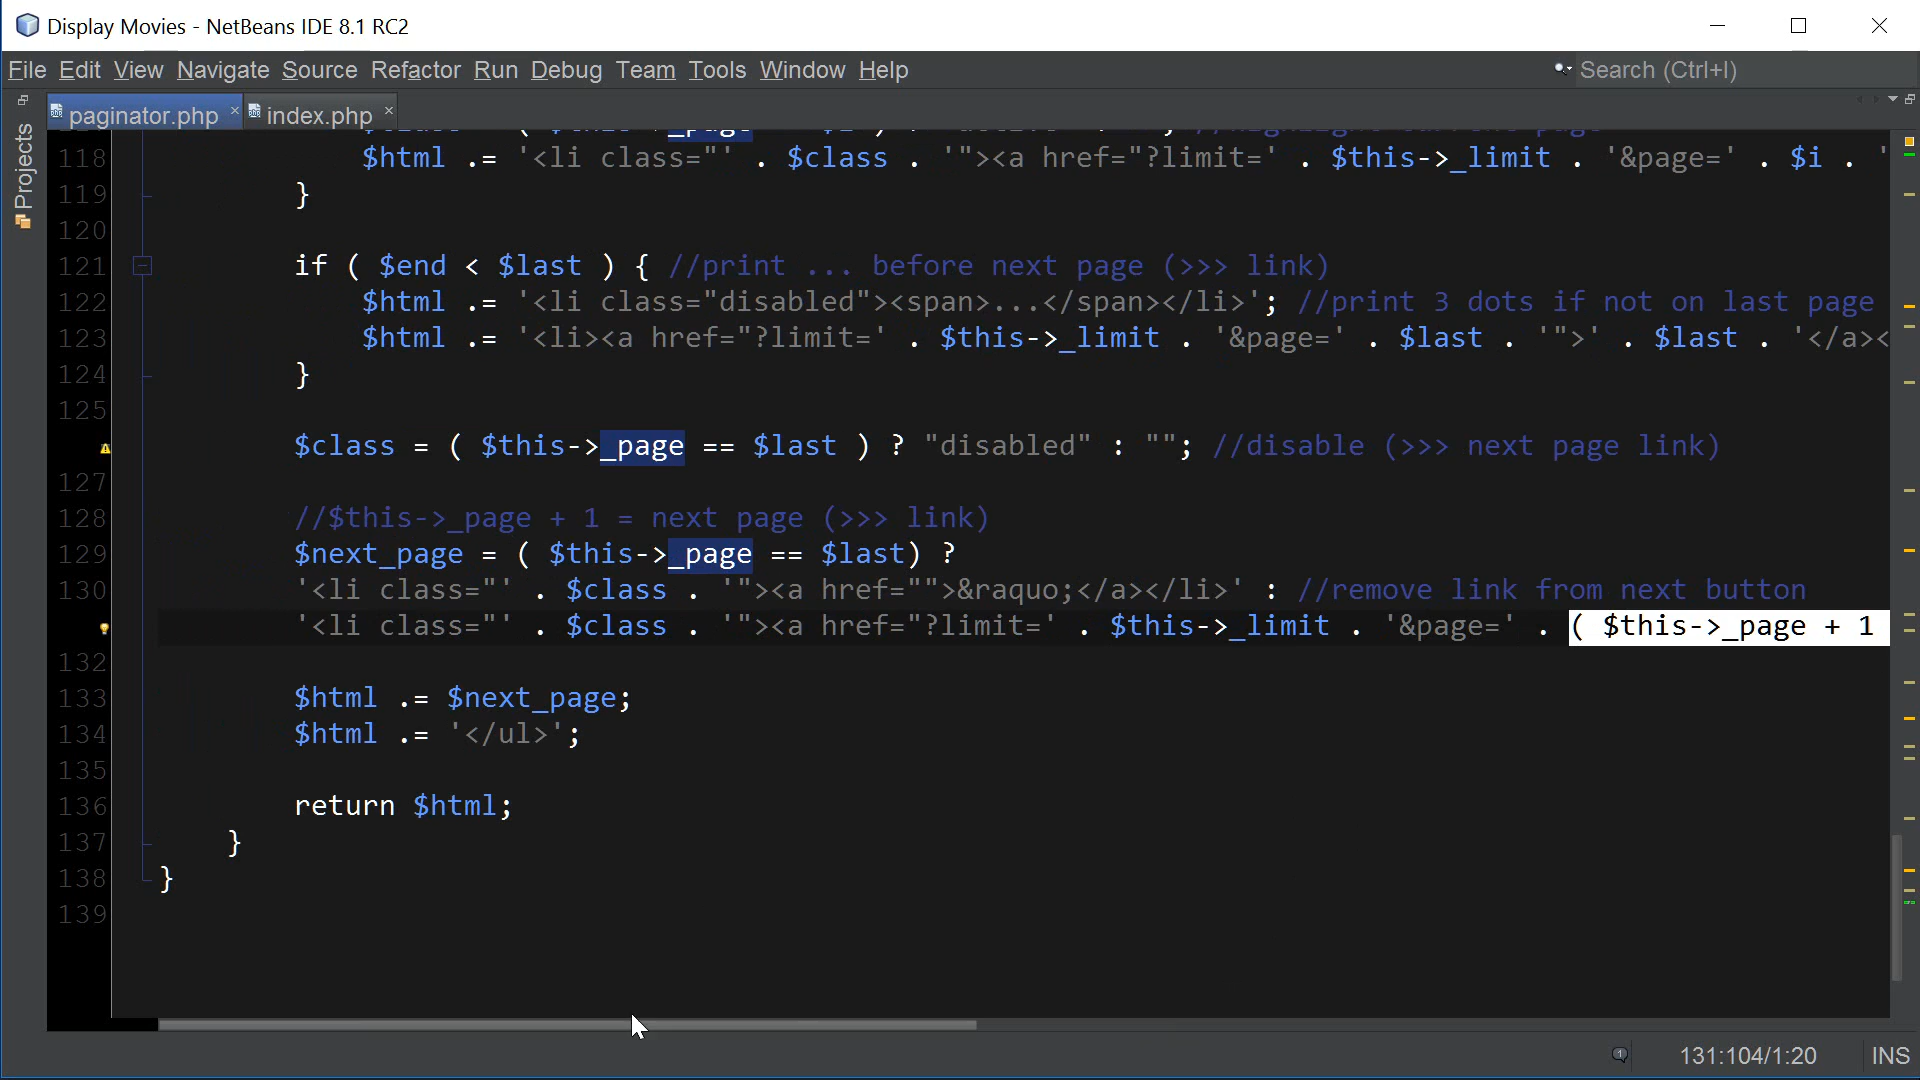 Display Movies - NetBeans IDE 8.1 RC2
File Edit View Navigate Source Refactor Run Debug Team Tools Window Help
Search (Ctrl+I)
Projects
paginator.php
index.php
118 $html .= '<li class="' . $class . '"><a href="?limit=' . $this->_limit . '&page=' . $i . '
119 }
120
121 if ( $end < $last ) { //print ... before next page (>>> link)
122 $html .= '<li class="disabled"><span>...</span></li>'; //print 3 dots if not on last page
123 $html .= '<li><a href="?limit=' . $this->_limit . '&page=' . $last . '">' . $last . '</a><
124 }
125
$class = ( $this->_page == $last ) ? "disabled" : ""; //disable (>>> next page link)
127
128 //$this->_page + 1 = next page (>>> link)
129 $next_page = ( $this->_page == $last) ?
130 '<li class="' . $class . '"><a href="">&raquo;</a></li>' : //remove link from next button
'<li class="' . $class . '"><a href="?limit=' . $this->_limit . '&page=' . ( $this->_page + 1
132
133 $html .= $next_page;
134 $html .= '</ul>';
135
136 return $html;
137 }
138 }
139
1
131:104/1:20
INS